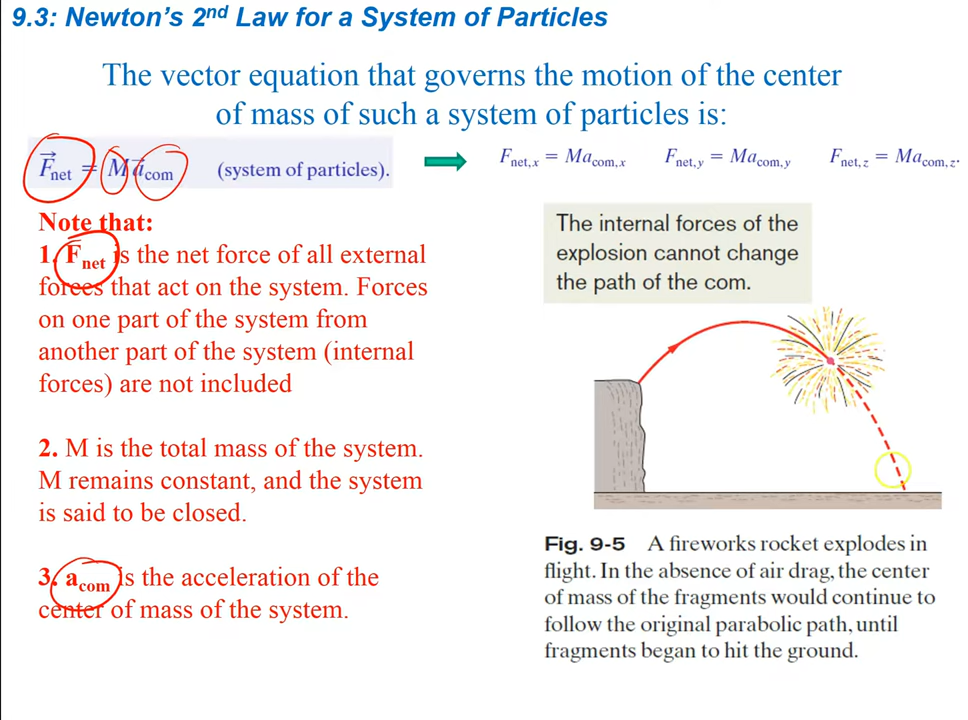 9.3: Newton's 2nd Law for a System of Particles
The vector equation that governs the motion of the center
of mass of such a system of particles is:
F⃗net = Ma⃗com (system of particles).
Fnet,x = Macom,x Fnet,y = Macom,y Fnet,z = Macom,z.
Note that:
1. F̅net is the net force of all external
forces that act on the system. Forces
on one part of the system from
another part of the system (internal
forces) are not included
2. M is the total mass of the system.
M remains constant, and the system
is said to be closed.
3. acom is the acceleration of the
center of mass of the system.
The internal forces of the
explosion cannot change
the path of the com.
Fig. 9-5 A fireworks rocket explodes in
flight. In the absence of air drag, the center
of mass of the fragments would continue to
follow the original parabolic path, until
fragments began to hit the ground.